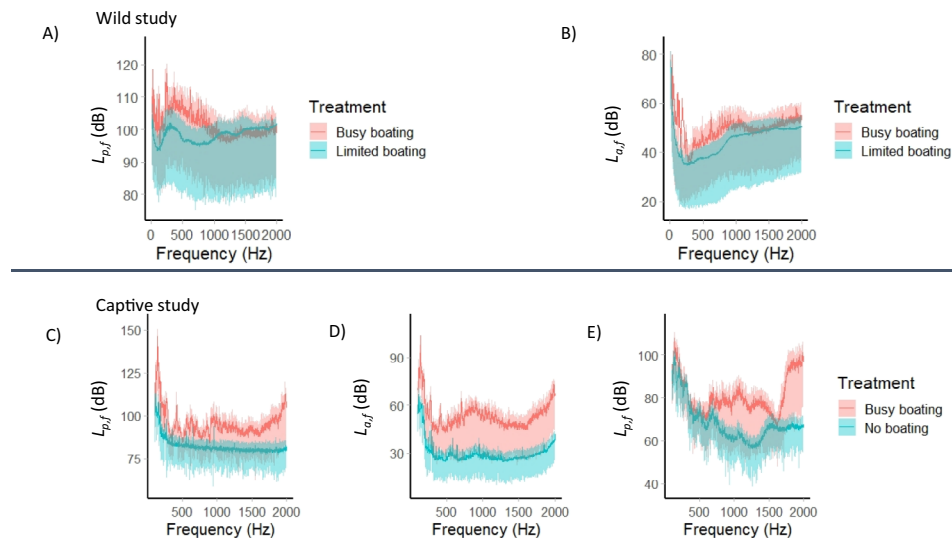 Wild study
A)
120
110
100
90
80
0 500 1000 1500 2000
Frequency (Hz)
Lp,f (dB)
Treatment
Busy boating
Limited boating
B)
80
60
40
20
0 500 1000 1500 2000
Frequency (Hz)
La,f (dB)
Treatment
Busy boating
Limited boating
Captive study
C)
150
125
100
75
500 1000 1500 2000
Frequency (Hz)
Lp,f (dB)
D)
90
60
30
500 1000 1500 2000
Frequency (Hz)
La,f (dB)
E)
100
80
60
40
500 1000 1500 2000
Frequency (Hz)
Lp,f (dB)
Treatment
Busy boating
No boating